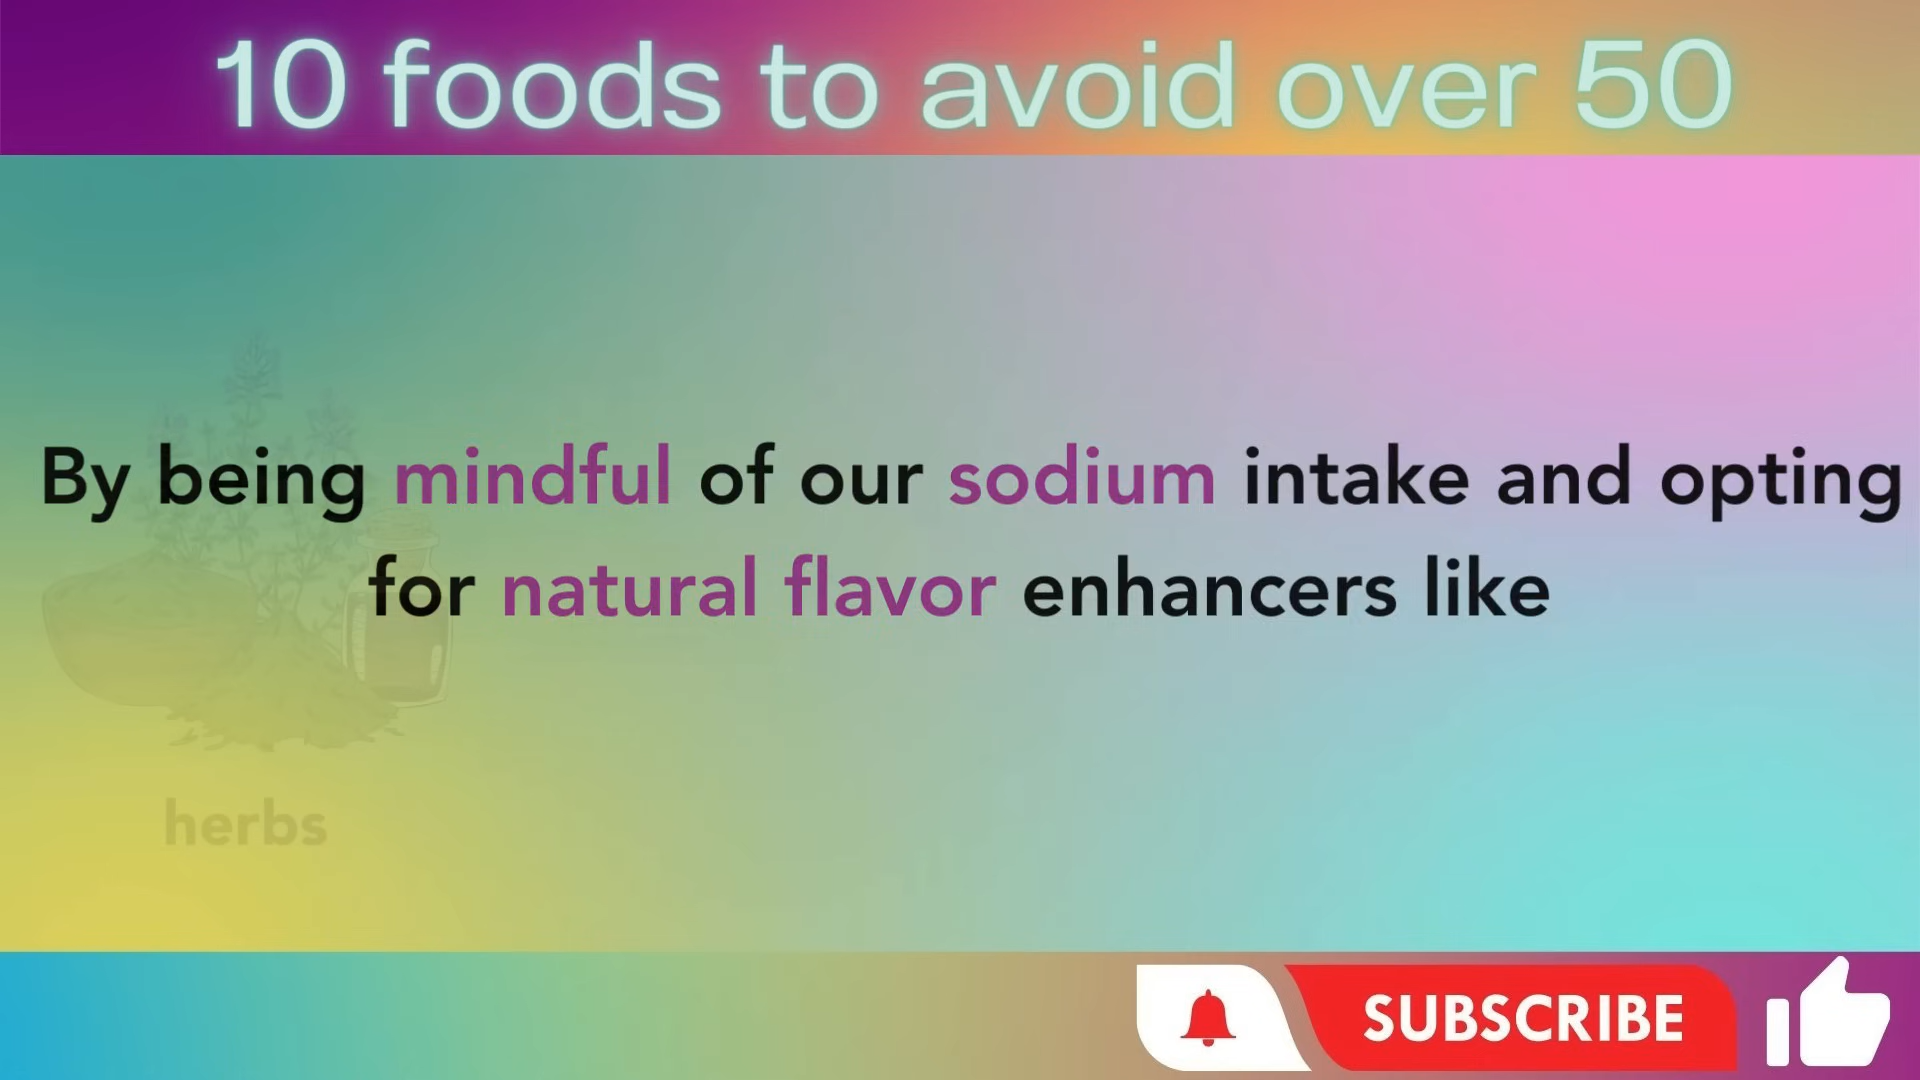 10 foods to avoid over 50
By being mindful of our sodium intake and opting
for natural flavor enhancers like
herbs
SUBSCRIBE